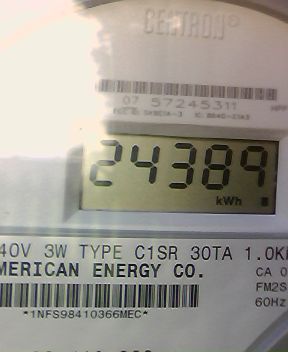 CENTRON®
07 57245311
24389
kWh
40V 3W TYPE C1SR 30TA 1.0K
MERICAN ENERGY CO.
CA 0
FM2S
60Hz
*1NFS98410366MEC*